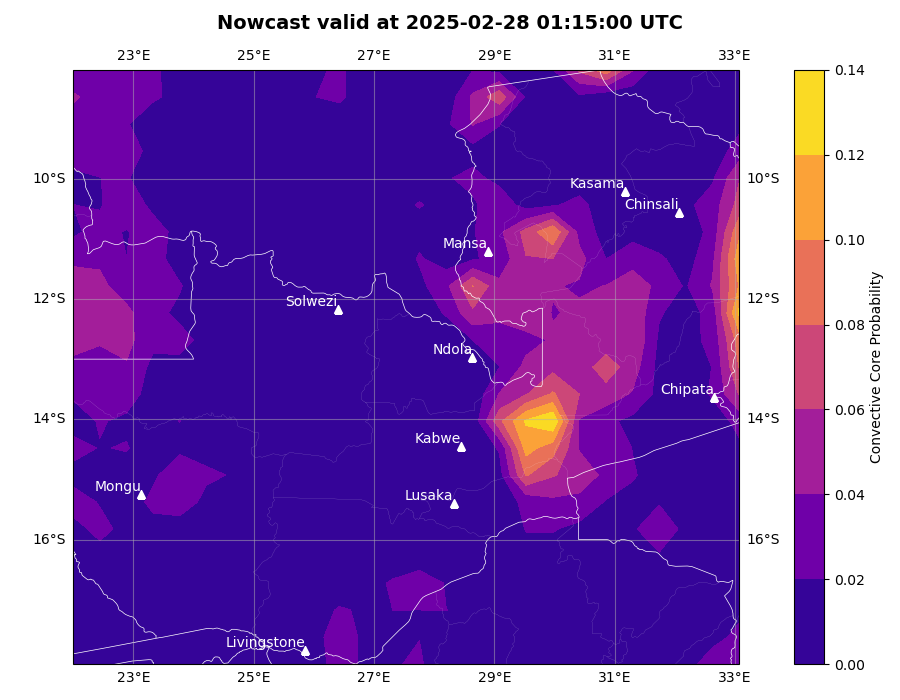 Nowcast valid at 2025-02-28 01:15:00 UTC
23°E 25°E 27°E 29°E 31°E 33°E
0.14
0.12
0.10
0.08
0.06
0.04
0.02
0.00
Convective Core Probability
10°S 10°S
12°S 12°S
14°S 14°S
16°S 16°S
Kasama
Chinsali
Mansa
Solwezi
Ndola
Chipata
Kabwe
Mongu
Lusaka
Livingstone
23°E 25°E 27°E 29°E 31°E 33°E